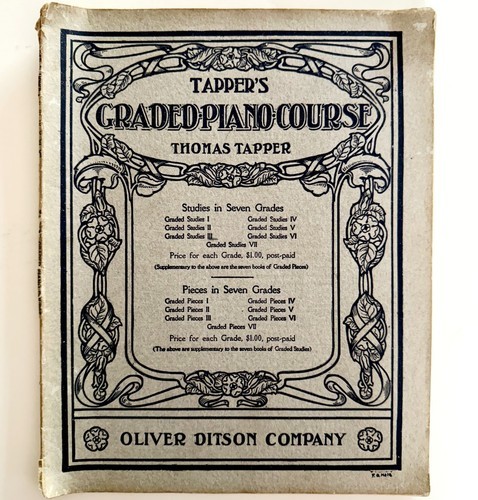 TAPPER'S
GRADED·PIANO·COURSE
THOMAS TAPPER
Studies in Seven Grades
Graded Studies I Graded Studies IV
Graded Studies II Graded Studies V
Graded Studies III Graded Studies VI
Graded Studies VII
Price for each Grade, $1.00, post-paid
(Supplementary to the above are the seven books of Graded Pieces)
Pieces in Seven Grades
Graded Pieces I Graded Pieces IV
Graded Pieces II Graded Pieces V
Graded Pieces III Graded Pieces VI
Graded Pieces VII
Price for each Grade, $1.00, post-paid
(The above are supplementary to the seven books of Graded Studies)
OLIVER DITSON COMPANY